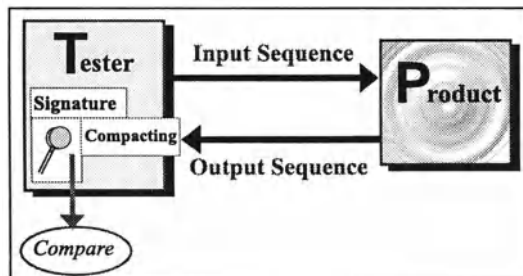 Tester
Input Sequence
Product
Signature
Compacting
Output Sequence
Compare